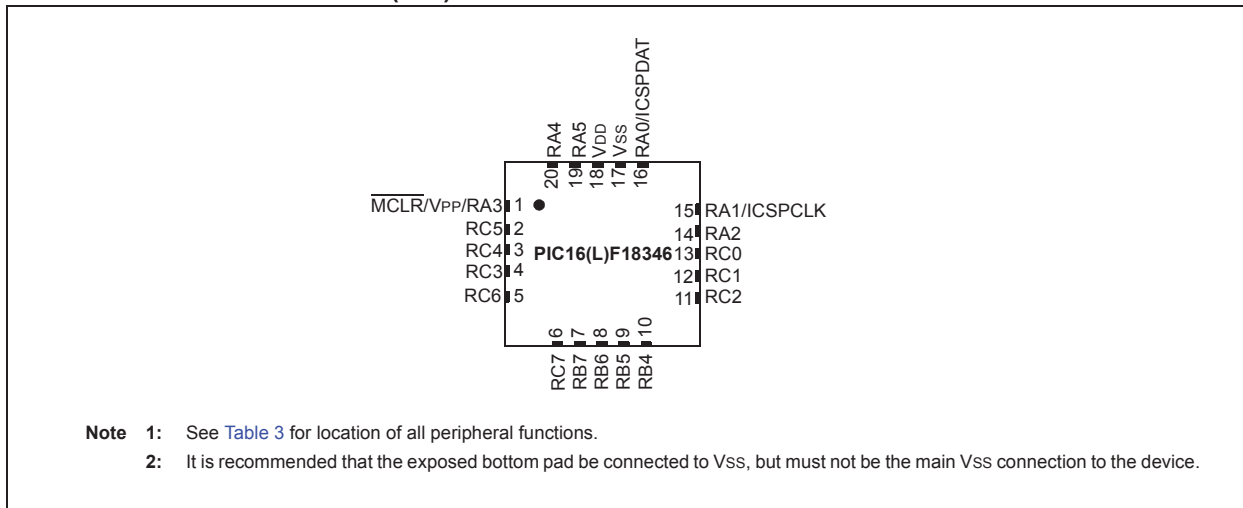 20 RA4
19 RA5
18 VDD
17 VSS
16 RA0/ICSPDAT
MCLR/VPP/RA3 1
RC5 2
RC4 3
RC3 4
RC6 5
PIC16(L)F18346
15 RA1/ICSPCLK
14 RA2
13 RC0
12 RC1
11 RC2
RC7 6
RB7 7
RB6 8
RB5 9
RB4 10
Note 1: See Table 3 for location of all peripheral functions.
2: It is recommended that the exposed bottom pad be connected to VSS, but must not be the main VSS connection to the device.